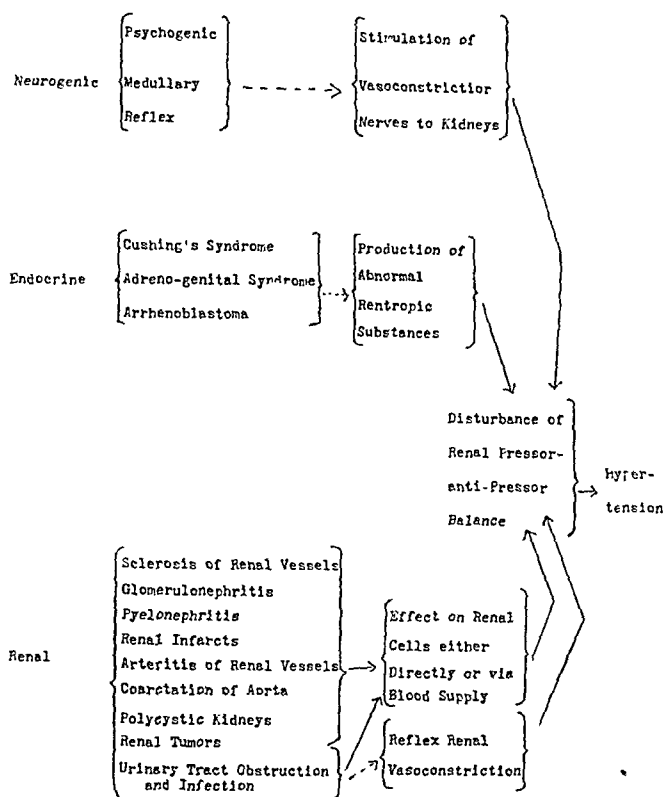 Psychogenic
Neurogenic
Medullary
Reflex
Stimulation of
Vasoconstrictior
Nerves to Kidneys
Endocrine
Cushing's Syndrome
Adreno-genital Syndrome
Arrhenoblastoma
Production of
Abnormal
Rentropic
Substances
Disturbance of
Renal Pressor-
anti-Pressor
Balance
Hyper-
tension
Renal
Sclerosis of Renal Vessels
Glomerulonephritis
Pyelonephritis
Renal Infarcts
Arteritis of Renal Vessels
Coarctation of Aorta
Polycystic Kidneys
Renal Tumors
Urinary Tract Obstruction
and Infection
Effect on Renal
Cells either
Directly or via
Blood Supply
Reflex Renal
Vasoconstriction